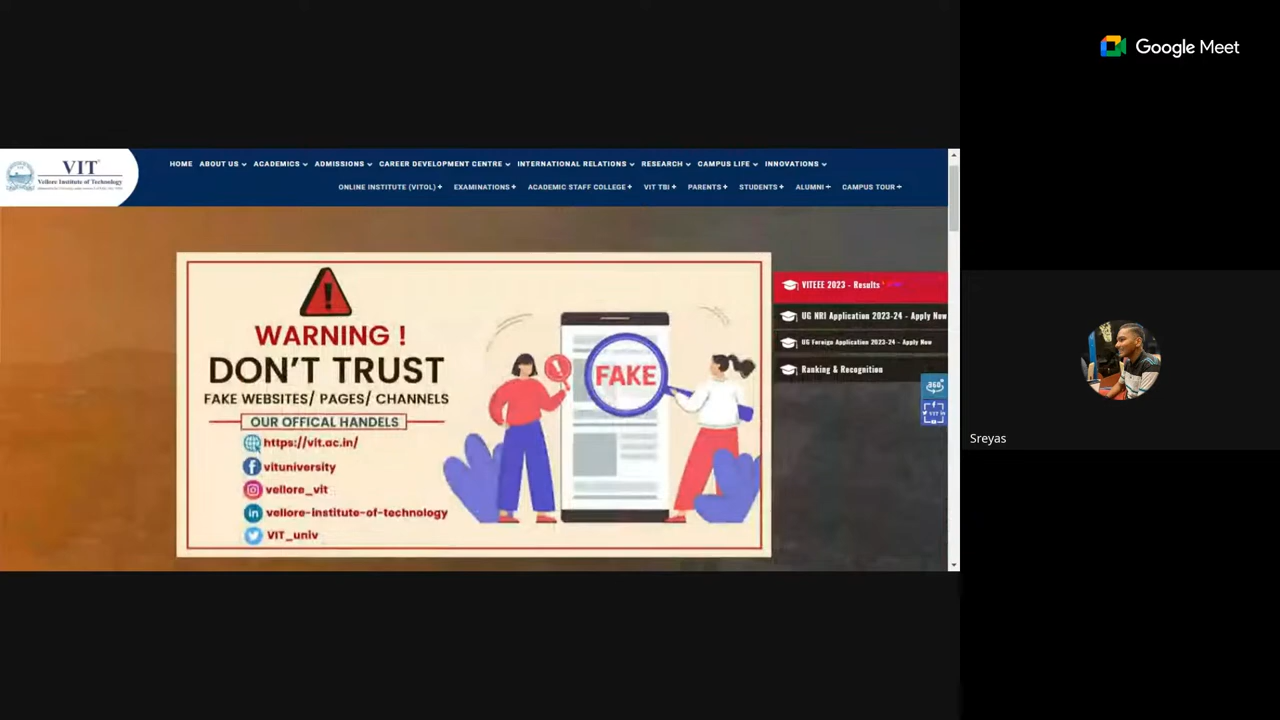 Google Meet
VIT
Vellore Institute of Technology
HOME ABOUT US ACADEMICS ADMISSIONS CAREER DEVELOPMENT CENTRE INTERNATIONAL RELATIONS RESEARCH CAMPUS LIFE INNOVATIONS
ONLINE INSTITUTE (VITOL)+ EXAMINATIONS+ ACADEMIC STAFF COLLEGE+ VIT TBI+ PARENTS+ STUDENTS+ ALUMNI+ CAMPUS TOUR+
WARNING !
DON'T TRUST
FAKE WEBSITES/ PAGES/ CHANNELS
OUR OFFICAL HANDELS
https://vit.ac.in/
vituniversity
vellore_vit
vellore-institute-of-technology
VIT_univ
FAKE
VITEEE 2023 - Results
UG NRI Application 2023-24 - Apply Now
UG Foreign Application 2023-24 - Apply Now
Ranking & Recognition
360°
Sreyas